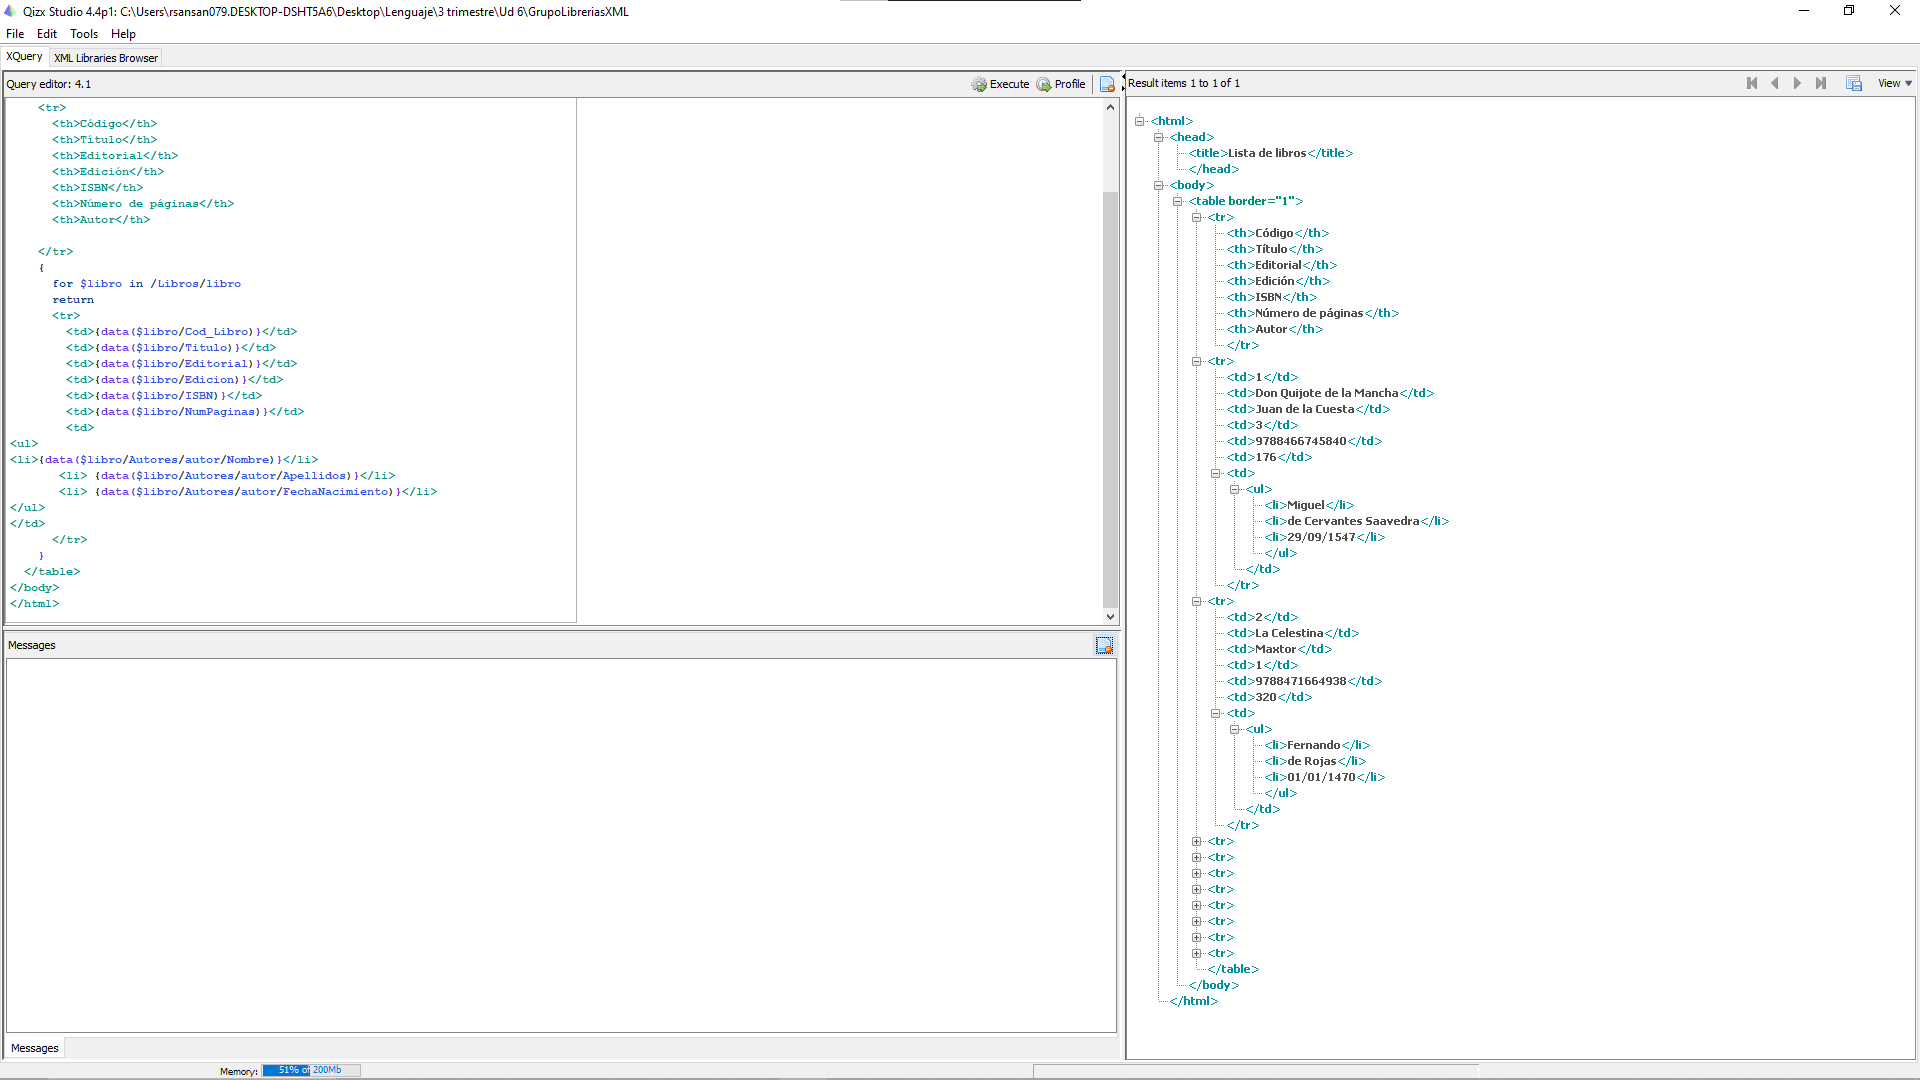 Qizx Studio 4.4p1: C:\Users\rsansan079.DESKTOP-DSHT5A6\Desktop\Lenguaje\3 trimestre\Ud 6\GrupoLibreriasXML
File Edit Tools Help
XQuery XML Libraries Browser
Query editor: 4.1 Execute Profile
<tr>
<th>Código</th>
<th>Título</th>
<th>Editorial</th>
<th>Edición</th>
<th>ISBN</th>
<th>Número de páginas</th>
<th>Autor</th>
</tr>
{
for $libro in /Libros/libro
return
<tr>
<td>{data($libro/Cod_Libro)}</td>
<td>{data($libro/Titulo)}</td>
<td>{data($libro/Editorial)}</td>
<td>{data($libro/Edicion)}</td>
<td>{data($libro/ISBN)}</td>
<td>{data($libro/NumPaginas)}</td>
<td>
<ul>
<li>{data($libro/Autores/autor/Nombre)}</li>
<li> {data($libro/Autores/autor/Apellidos)}</li>
<li> {data($libro/Autores/autor/FechaNacimiento)}</li>
</ul>
</td>
</tr>
}
</table>
</body>
</html>
Messages
Messages
Memory: 51% of 200Mb
Result items 1 to 1 of 1 View
<html>
<head>
<title>Lista de libros</title>
</head>
<body>
<table border="1">
<tr>
<th>Código</th>
<th>Título</th>
<th>Editorial</th>
<th>Edición</th>
<th>ISBN</th>
<th>Número de páginas</th>
<th>Autor</th>
</tr>
<tr>
<td>1</td>
<td>Don Quijote de la Mancha</td>
<td>Juan de la Cuesta</td>
<td>3</td>
<td>9788466745840</td>
<td>176</td>
<td>
<ul>
<li>Miguel</li>
<li>de Cervantes Saavedra</li>
<li>29/09/1547</li>
</ul>
</td>
</tr>
<tr>
<td>2</td>
<td>La Celestina</td>
<td>Maxtor</td>
<td>1</td>
<td>9788471664938</td>
<td>320</td>
<td>
<ul>
<li>Fernando</li>
<li>de Rojas</li>
<li>01/01/1470</li>
</ul>
</td>
</tr>
<tr>
<tr>
<tr>
<tr>
<tr>
<tr>
<tr>
<tr>
</table>
</body>
</html>